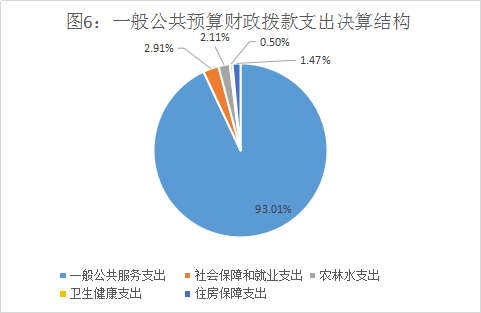 图6：一般公共预算财政拨款支出决算结构
2.11%
0.50%
2.91%
1.47%
93.01%
一般公共服务支出 社会保障和就业支出 农林水支出
卫生健康支出 住房保障支出